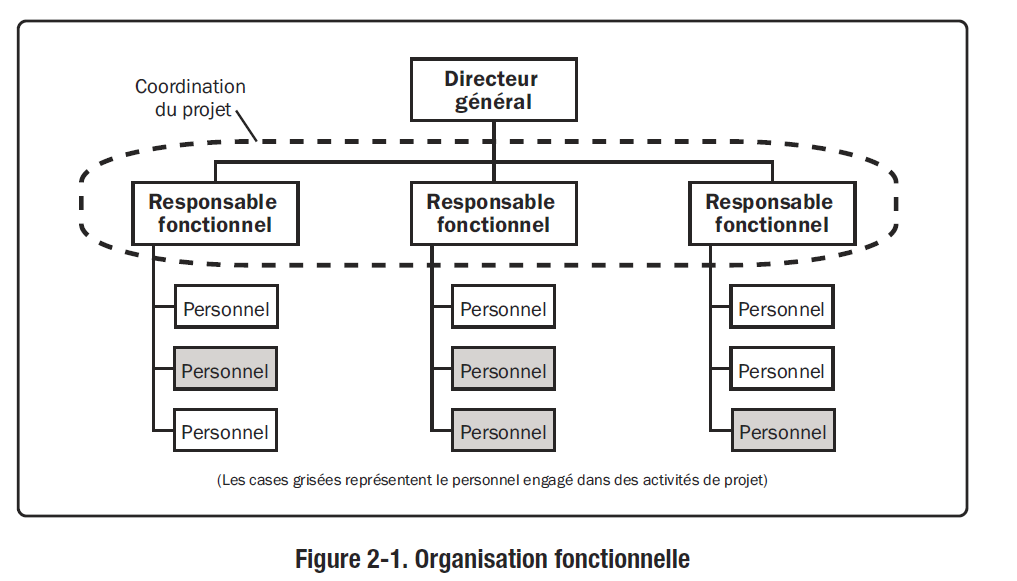 Directeur
général
Coordination
du projet
Responsable
fonctionnel
Responsable
fonctionnel
Responsable
fonctionnel
Personnel
Personnel
Personnel
Personnel
Personnel
Personnel
Personnel
Personnel
Personnel
(Les cases grisées représentent le personnel engagé dans des activités de projet)
Figure 2-1. Organisation fonctionnelle